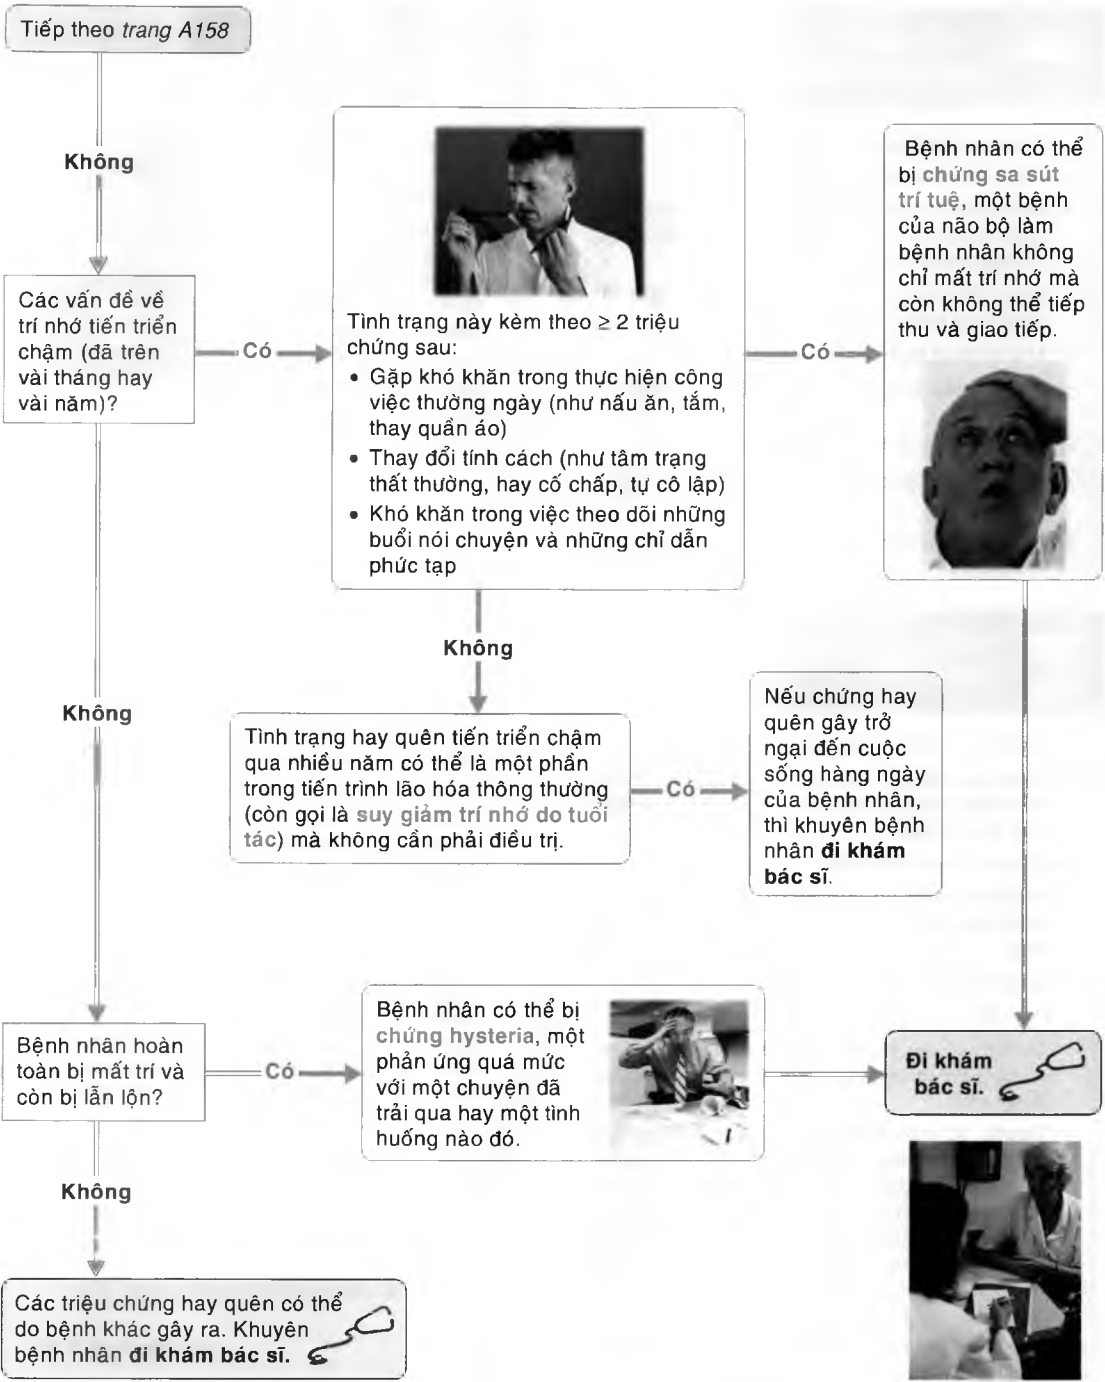 Tiếp theo trang A158
Không
Các vấn đề về
trí nhớ tiến triển
chậm (đã trên
vài tháng hay
vài năm)?
Có
Tình trạng này kèm theo ≥ 2 triệu
chứng sau:
• Gặp khó khăn trong thực hiện công
việc thường ngày (như nấu ăn, tắm,
thay quần áo)
• Thay đổi tính cách (như tâm trạng
thất thường, hay cố chấp, tự cô lập)
• Khó khăn trong việc theo dõi những
buổi nói chuyện và những chỉ dẫn
phức tạp
Có
Bệnh nhân có thể
bị chứng sa sút
trí tuệ, một bệnh
của não bộ làm
bệnh nhân không
chỉ mất trí nhớ mà
còn không thể tiếp
thu và giao tiếp.
Không
Không
Tình trạng hay quên tiến triển chậm
qua nhiều năm có thể là một phần
trong tiến trình lão hóa thông thường
(còn gọi là suy giảm trí nhớ do tuổi
tác) mà không cần phải điều trị.
Có
Nếu chứng hay
quên gây trở
ngại đến cuộc
sống hàng ngày
của bệnh nhân,
thì khuyên bệnh
nhân đi khám
bác sĩ.
Bệnh nhân hoàn
toàn bị mất trí và
còn bị lẫn lộn?
Có
Bệnh nhân có thể bị
chứng hysteria, một
phản ứng quá mức
với một chuyện đã
trải qua hay một tình
huống nào đó.
Đi khám
bác sĩ.
Không
Các triệu chứng hay quên có thể
do bệnh khác gây ra. Khuyên
bệnh nhân đi khám bác sĩ.